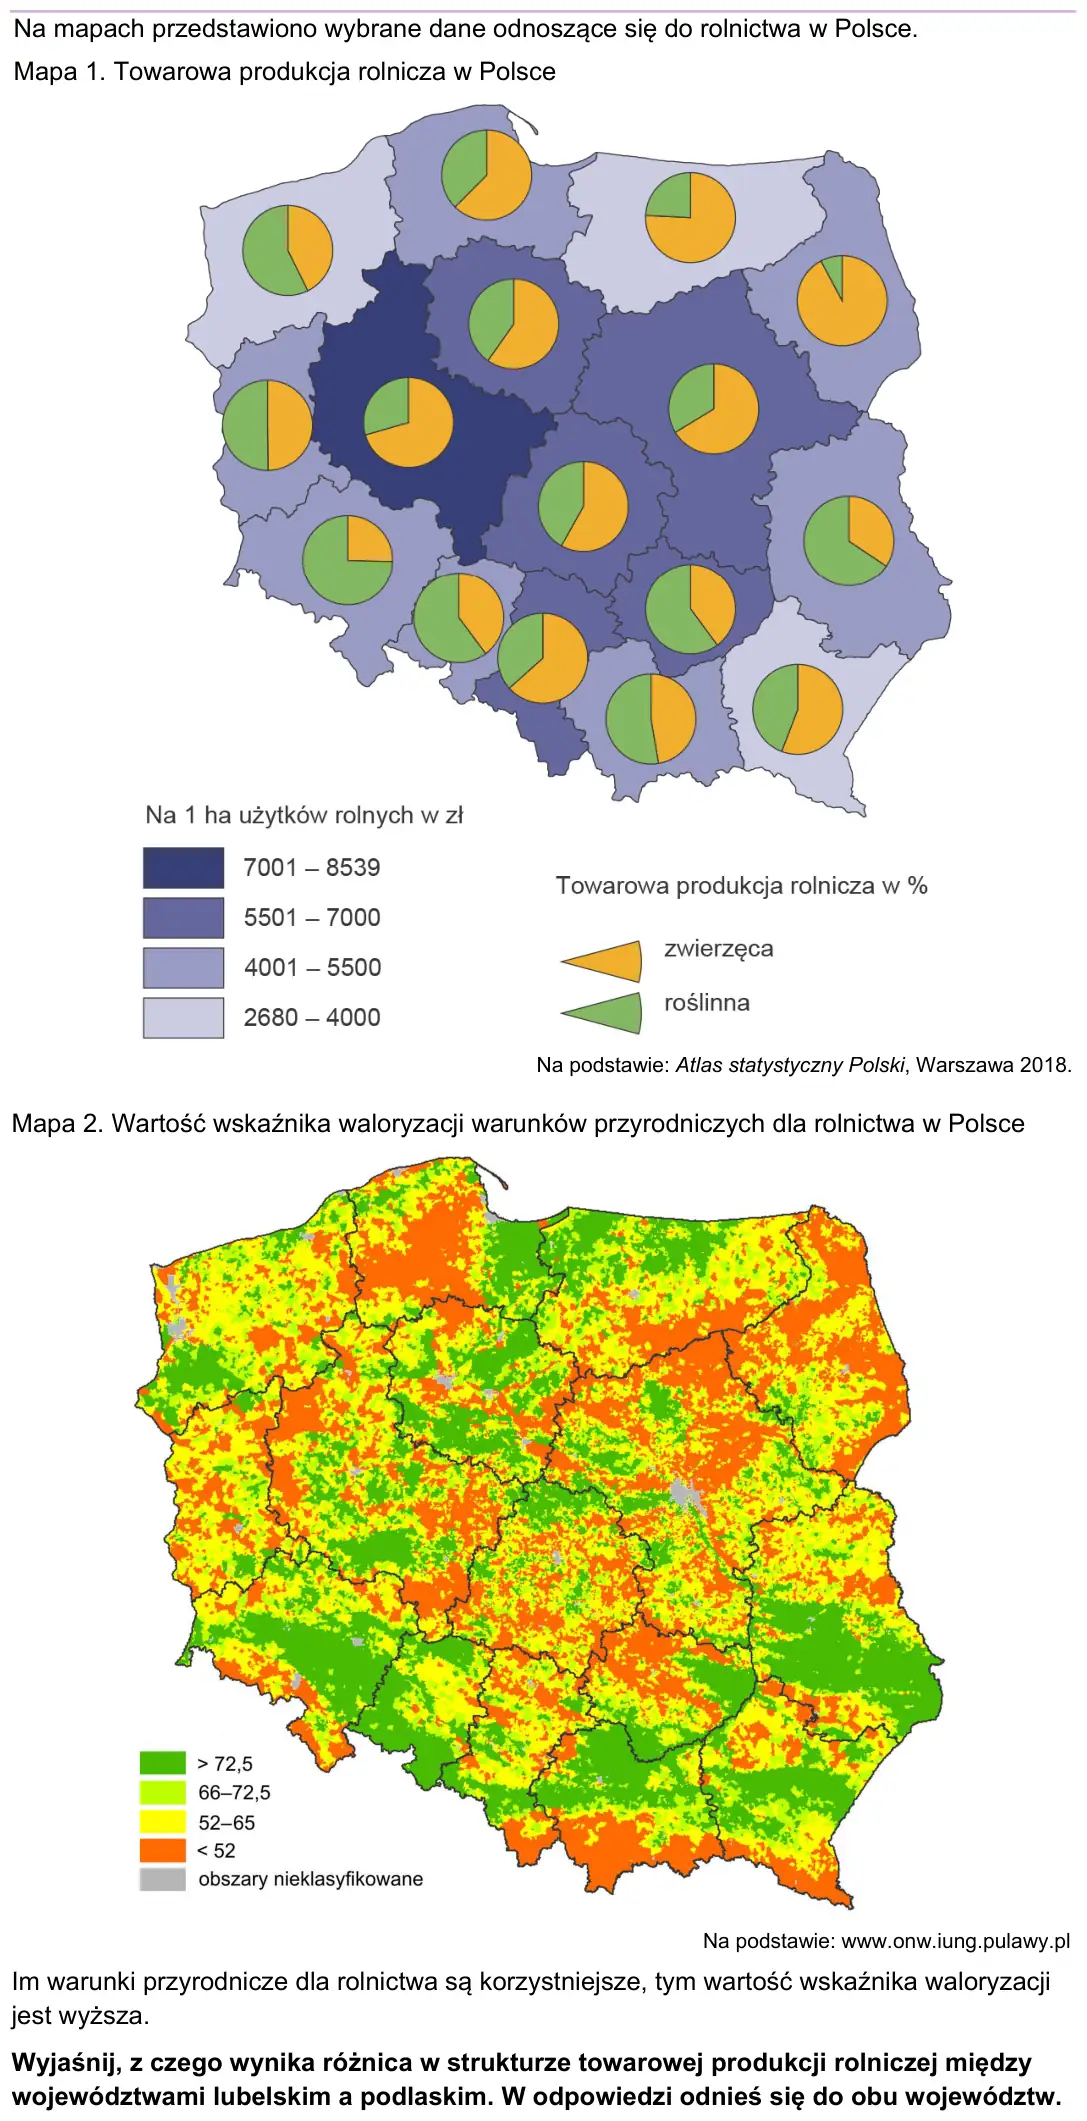 Na mapach przedstawiono wybrane dane odnoszące się do rolnictwa w Polsce.
Mapa 1. Towarowa produkcja rolnicza w Polsce
Na 1 ha użytków rolnych w zł
7001 – 8539
5501 – 7000
4001 – 5500
2680 – 4000
Towarowa produkcja rolnicza w %
zwierzęca
roślinna
Na podstawie: Atlas statystyczny Polski, Warszawa 2018.
Mapa 2. Wartość wskaźnika waloryzacji warunków przyrodniczych dla rolnictwa w Polsce
> 72,5
66–72,5
52–65
< 52
obszary nieklasyfikowane
Na podstawie: www.onw.iung.pulawy.pl
Im warunki przyrodnicze dla rolnictwa są korzystniejsze, tym wartość wskaźnika waloryzacji
jest wyższa.
Wyjaśnij, z czego wynika różnica w strukturze towarowej produkcji rolniczej między
województwami lubelskim a podlaskim. W odpowiedzi odnieś się do obu województw.